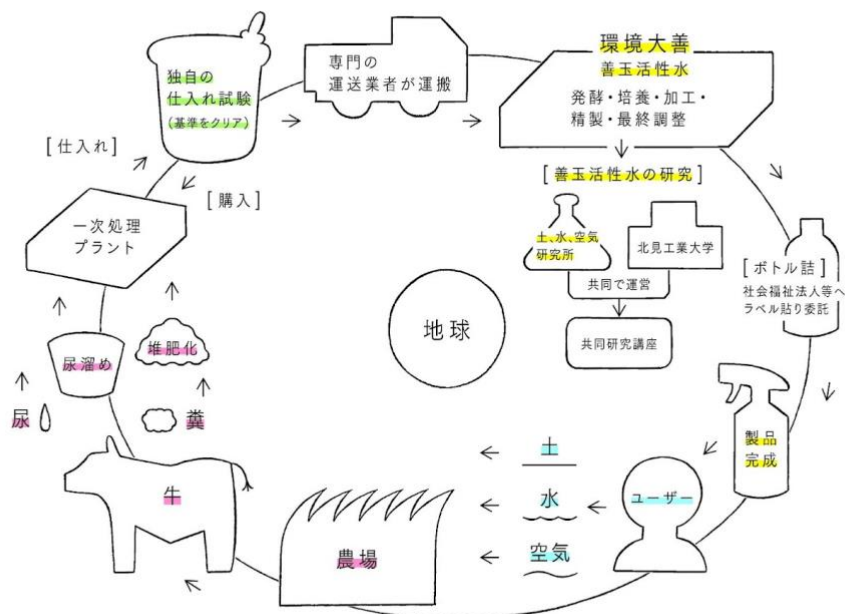 独自の
仕入れ試験
(基準をクリア)
専門の
運送業者が運搬
環境大善
善玉活性水
発酵・培養・加工・
精製・最終調整
[善玉活性水の研究]
土、水、空気
研究所
北見工業大学
共同で運営
共同研究講座
[ボトル詰]
社会福祉法人等へ
ラベル貼り委託
製品
完成
ユーザー
土
水
空気
農場
牛
糞
尿
堆肥化
尿溜め
一次処理
プラント
[仕入れ]
[購入]
地球